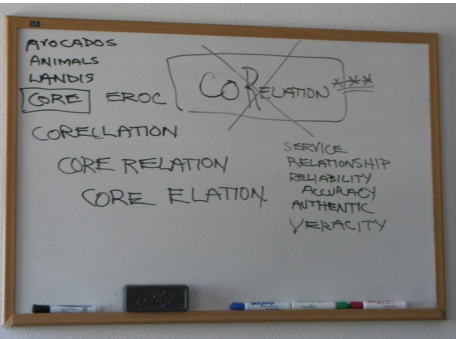 AVOCADOS
ANIMALS
LANDIS
CORE EROC
CORELATION***
CORELLATION
CORE RELATION
CORE ELATION
SERVICE
RELATIONSHIP
RELIABILITY
ACCURACY
AUTHENTIC
VERACITY